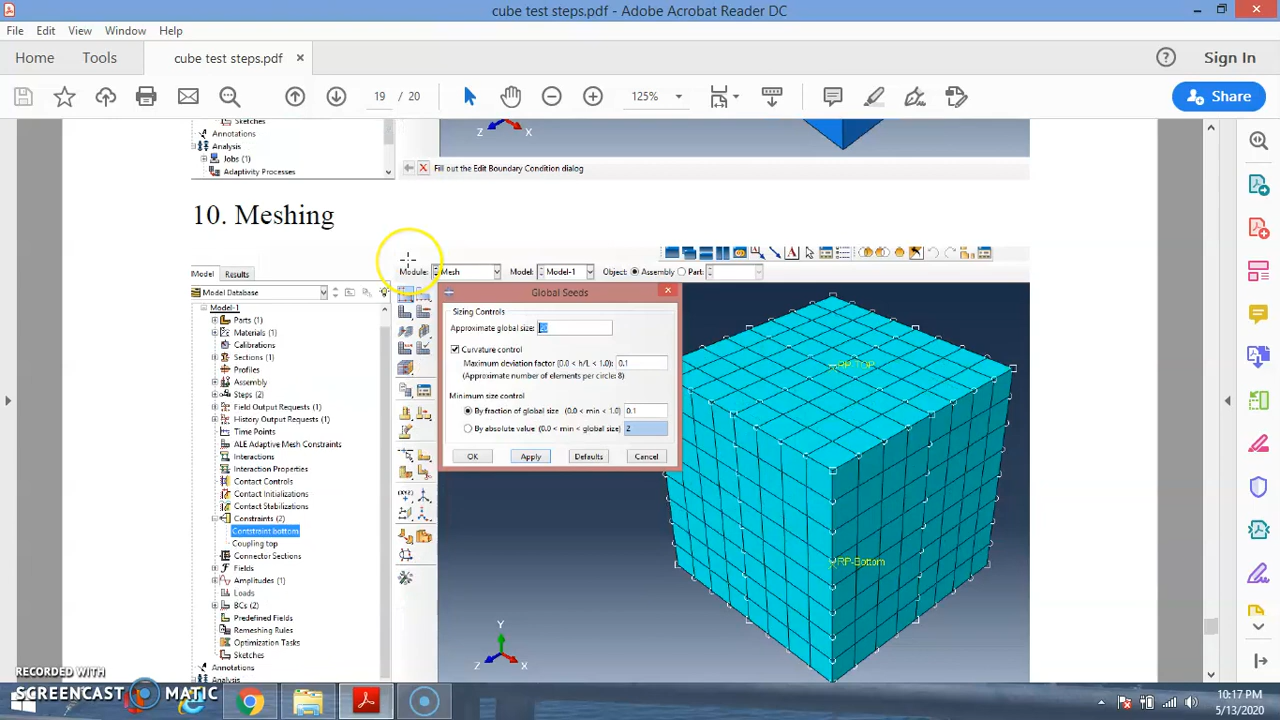 cube test steps.pdf - Adobe Acrobat Reader DC
File Edit View Window Help
Home Tools cube test steps.pdf × Sign In
19 / 20 125% Share
Sketches
Annotations
Analysis
Jobs (1)
Adaptivity Processes
Z X
Fill out the Edit Boundary Condition dialog
10. Meshing
Module: Mesh Model: Model-1 Object: Assembly Part:
Model Results
Model Database
Model-1
Parts (1)
Materials (1)
Calibrations
Sections (1)
Profiles
Assembly
Steps (2)
Field Output Requests (1)
History Output Requests (1)
Time Points
ALE Adaptive Mesh Constraints
Interactions
Interaction Properties
Contact Controls
Contact Initializations
Contact Stabilizations
Constraints (2)
Constraint bottom
Coupling top
Connector Sections
Fields
Amplitudes (1)
Loads
BCs (2)
Predefined Fields
Remeshing Rules
Optimization Tasks
Sketches
Annotations
Analysis
Global Seeds
Sizing Controls
Approximate global size: 20
Curvature control
Maximum deviation factor (0.0 < h/L < 1.0): 0.1
(Approximate number of elements per circle: 8)
Minimum size control
By fraction of global size (0.0 < min < 1.0) 0.1
By absolute value (0.0 < min < global size) 2
OK Apply Defaults Cancel
RP-TOP
RP-Bottom
Y
Z X
RECORDED WITH
SCREENCAST MATIC
10:17 PM
5/13/2020